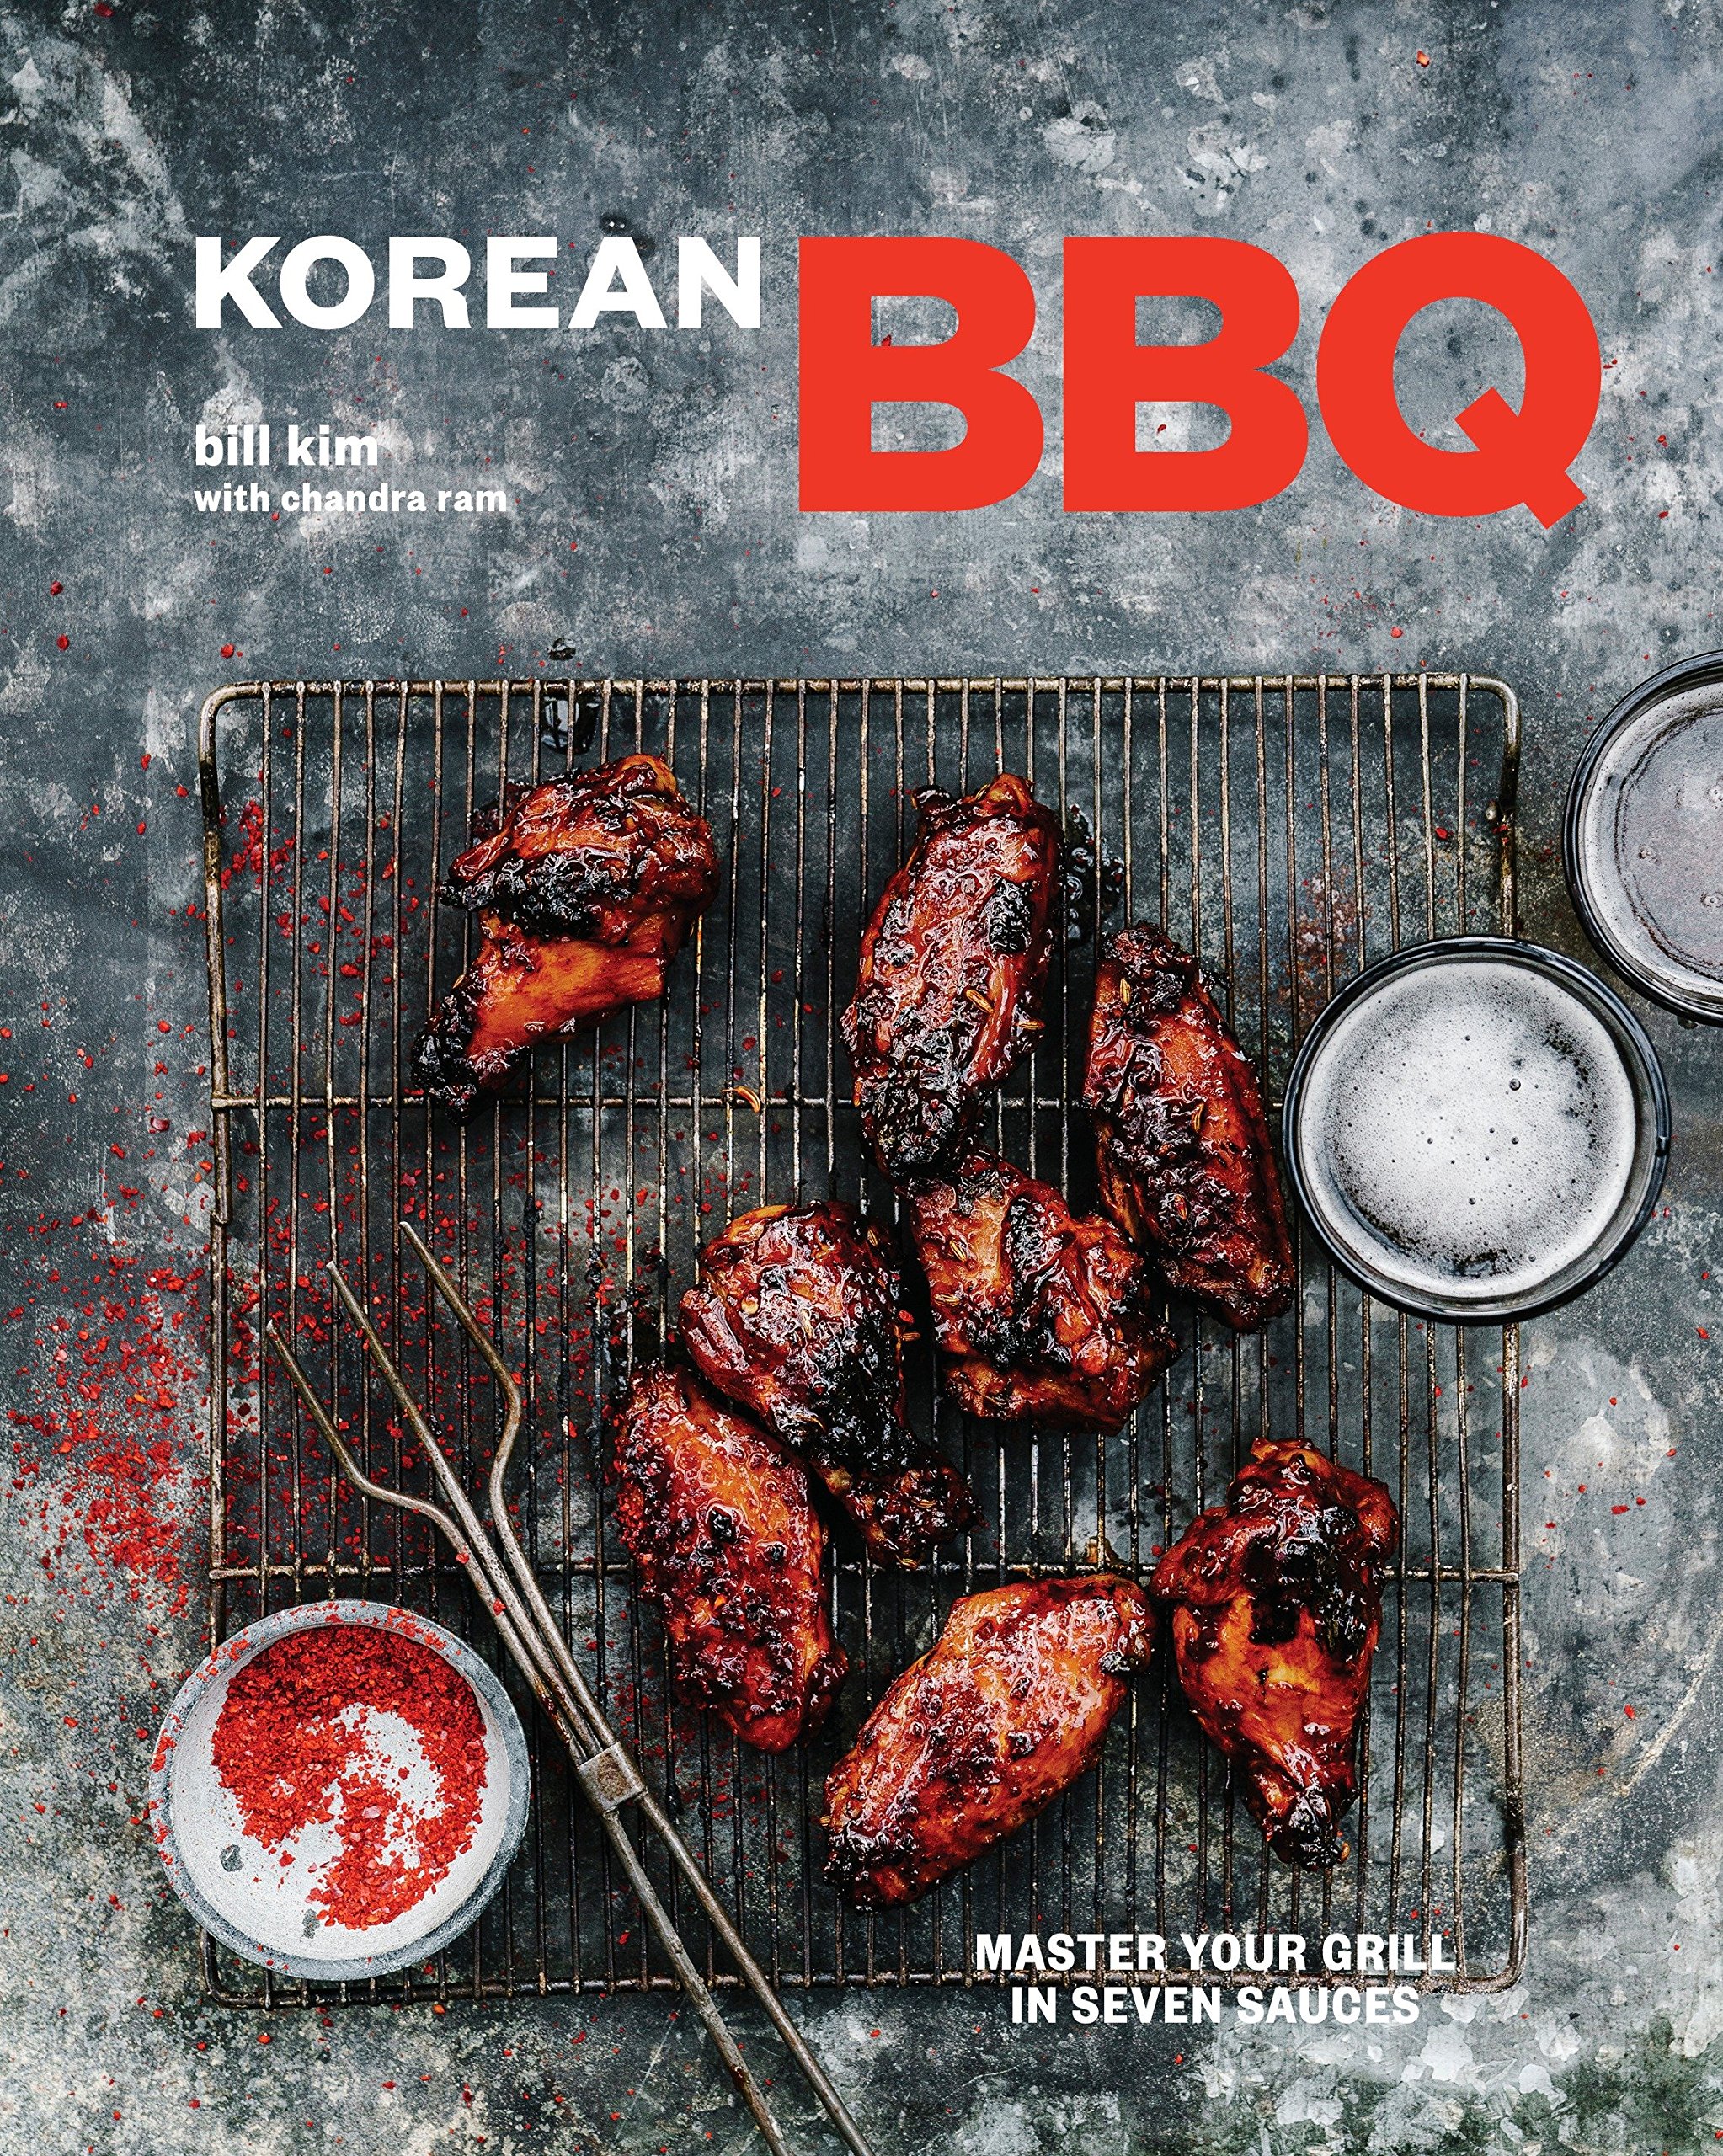 KOREAN BBQ
bill kim
with chandra ram
MASTER YOUR GRILL
IN SEVEN SAUCES